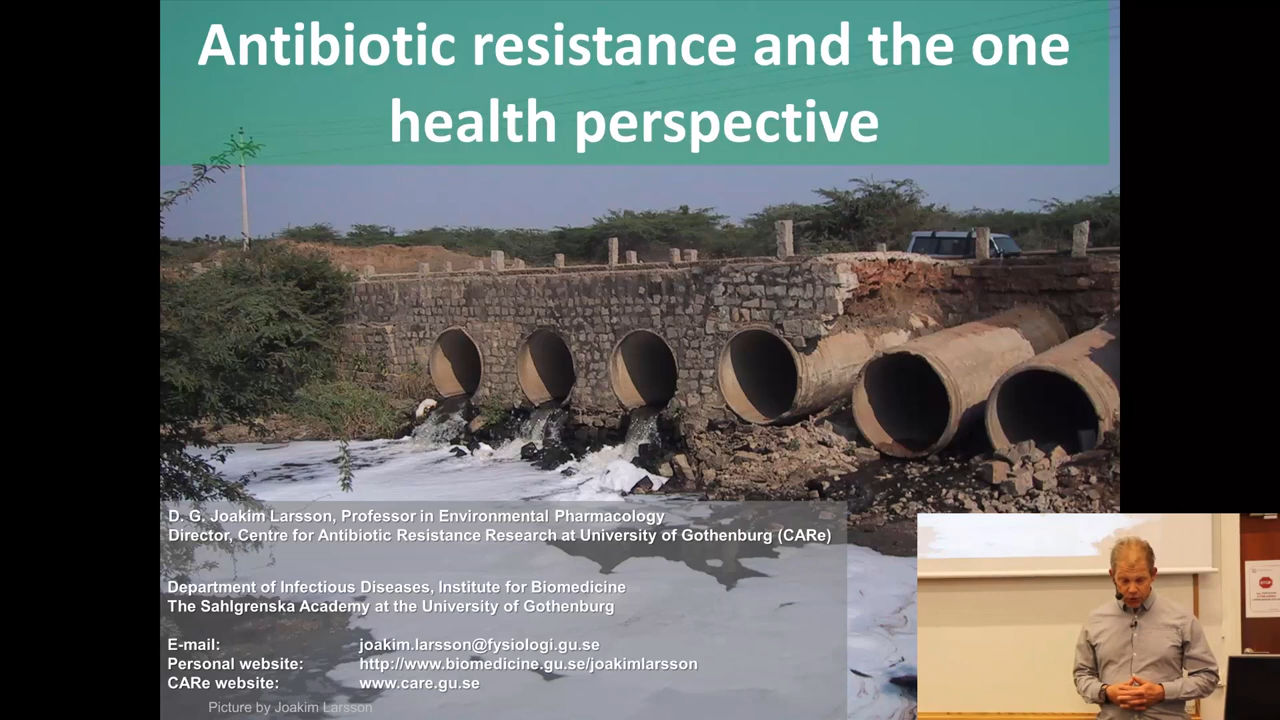 Antibiotic resistance and the one
health perspective
D. G. Joakim Larsson, Professor in Environmental Pharmacology
Director, Centre for Antibiotic Resistance Research at University of Gothenburg (CARe)
Department of Infectious Diseases, Institute for Biomedicine
The Sahlgrenska Academy at the University of Gothenburg
E-mail: joakim.larsson@fysiologi.gu.se
Personal website: http://www.biomedicine.gu.se/joakimlarsson
CARe website: www.care.gu.se
Picture by Joakim Larsson
STOP